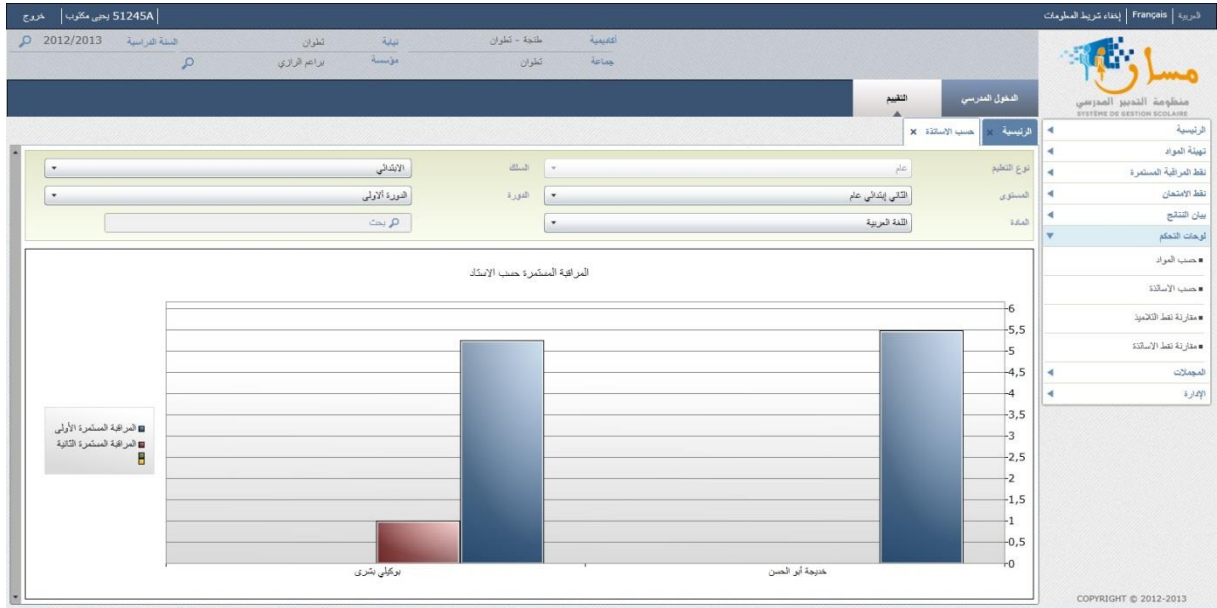 العربية | Français | إخفاء شريط المعلومات
51245A يحيى مكتوب | خروج
أكاديمية طنجة - تطوان نيابة تطوان السنة الدراسية 2012/2013
جماعة تطوان مؤسسة براعم الرازي
مسار
منظومة التدبير المدرسي
SYSTÈME DE GESTION SCOLAIRE
الدخول المدرسي التقييم
الرئيسية × حسب الأساتذة ×
الرئيسية
تهيئة المواد
نقط المراقبة المستمرة
نقط الامتحان
بيان النتائج
لوحات التحكم
حسب المواد
حسب الأساتذة
مقارنة نقط التلاميذ
مقارنة نقط الأساتذة
المجملات
الإدارة
نوع التعليم عام السلك الابتدائي
المستوى الثاني إبتدائي عام الدورة الدورة الأولى
المادة اللغة العربية بحث
المراقبة المستمرة حسب الاستاذ
6
5,5
5
4,5
4
3,5
3
2,5
2
1,5
1
0,5
0
خديجة أبو الحسن
بوكيلي بشرى
المراقبة المستمرة الأولى
المراقبة المستمرة الثانية
COPYRIGHT © 2012-2013